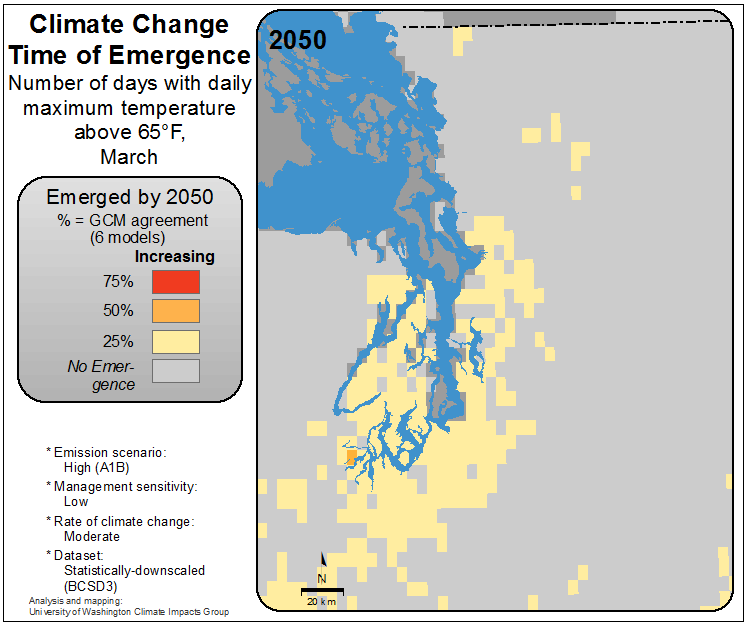 Climate Change
Time of Emergence
Number of days with daily
maximum temperature
above 65°F,
March
Emerged by 2050
% = GCM agreement
(6 models)
Increasing
75%
50%
25%
No Emer-
gence
* Emission scenario:
High (A1B)
* Management sensitivity:
Low
* Rate of climate change:
Moderate
* Dataset:
Statistically-downscaled
(BCSD3)
Analysis and mapping:
University of Washington Climate Impacts Group
2050
N
20 km